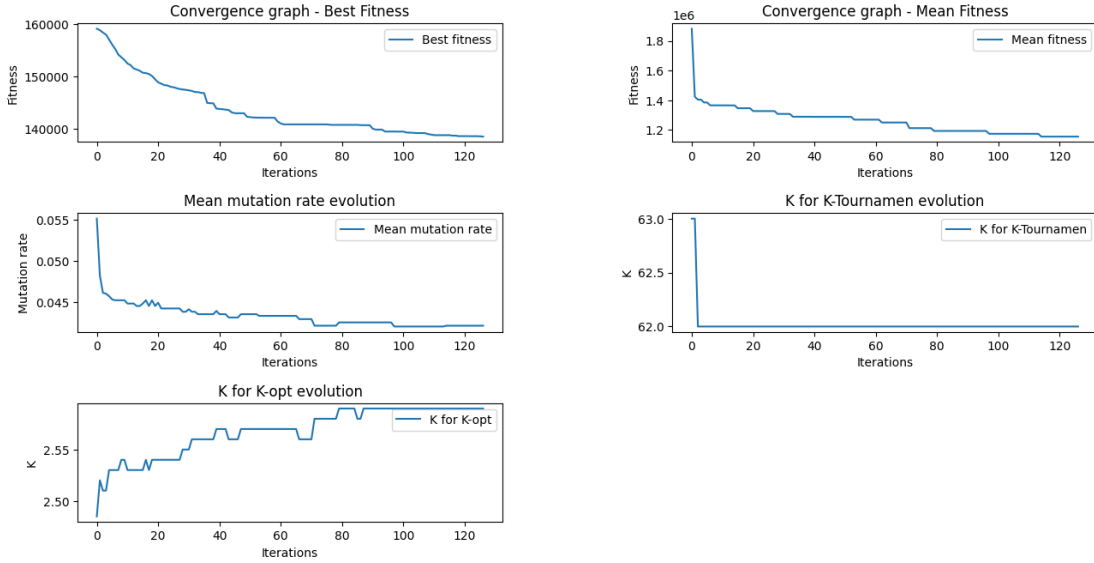 Convergence graph - Best Fitness
160000
150000
140000
Fitness
Best fitness
0 20 40 60 80 100 120
Iterations
Convergence graph - Mean Fitness
1e6
1.8
1.6
1.4
1.2
Fitness
Mean fitness
0 20 40 60 80 100 120
Iterations
Mean mutation rate evolution
0.055
0.050
0.045
Mutation rate
Mean mutation rate
0 20 40 60 80 100 120
Iterations
K for K-Tournamen evolution
63.0
62.5
62.0
K
K for K-Tournamen
0 20 40 60 80 100 120
Iterations
K for K-opt evolution
2.55
2.50
K
K for K-opt
0 20 40 60 80 100 120
Iterations